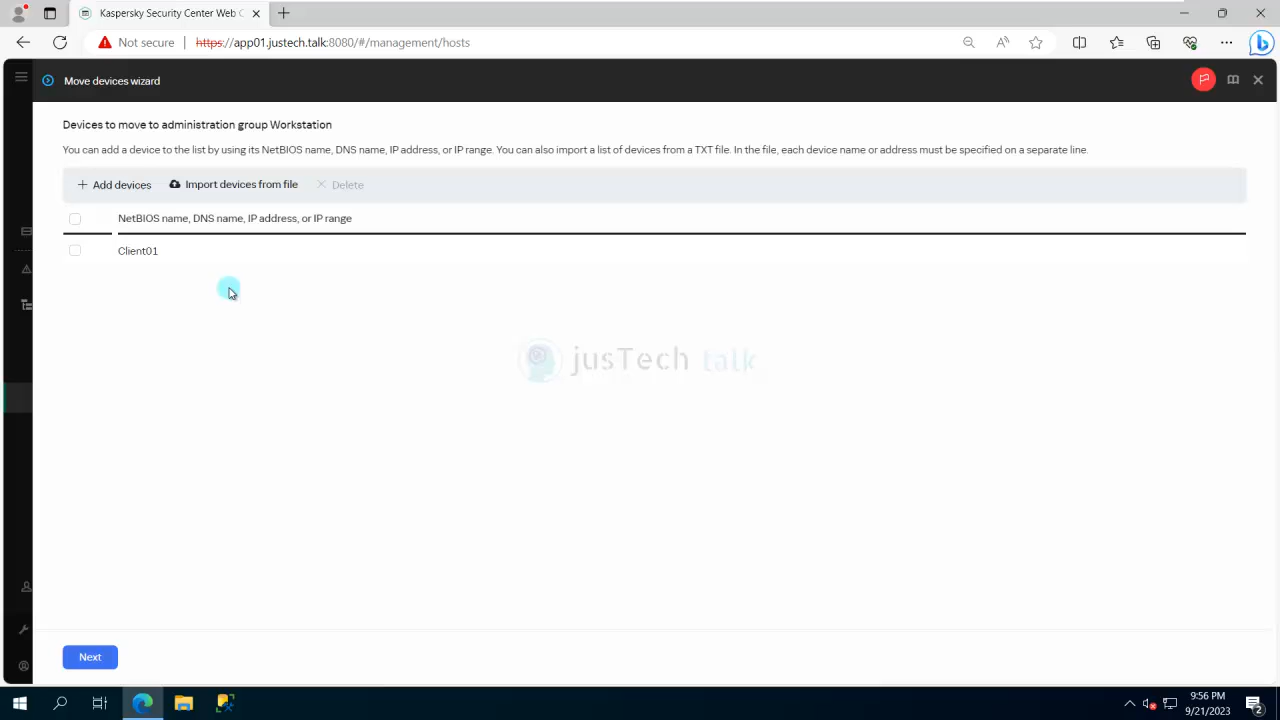 Kaspersky Security Center Web C
Not secure https://app01.justech.talk:8080/#/management/hosts
Move devices wizard
Devices to move to administration group Workstation
You can add a device to the list by using its NetBIOS name, DNS name, IP address, or IP range. You can also import a list of devices from a TXT file. In the file, each device name or address must be specified on a separate line.
Add devices Import devices from file Delete
NetBIOS name, DNS name, IP address, or IP range
Client01
jusTech talk
Next
9:56 PM
9/21/2023
2